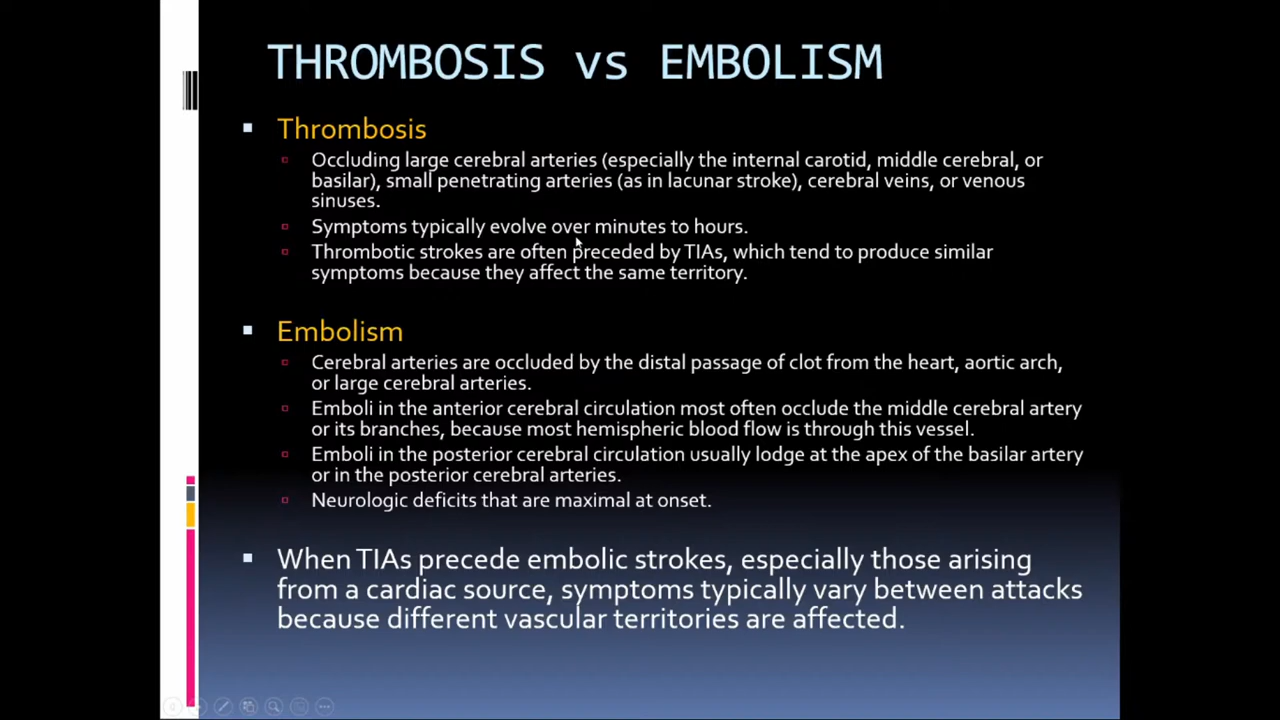 THROMBOSIS vs EMBOLISM
Thrombosis
Occluding large cerebral arteries (especially the internal carotid, middle cerebral, or
basilar), small penetrating arteries (as in lacunar stroke), cerebral veins, or venous
sinuses.
Symptoms typically evolve over minutes to hours.
Thrombotic strokes are often preceded by TIAs, which tend to produce similar
symptoms because they affect the same territory.
Embolism
Cerebral arteries are occluded by the distal passage of clot from the heart, aortic arch,
or large cerebral arteries.
Emboli in the anterior cerebral circulation most often occlude the middle cerebral artery
or its branches, because most hemispheric blood flow is through this vessel.
Emboli in the posterior cerebral circulation usually lodge at the apex of the basilar artery
or in the posterior cerebral arteries.
Neurologic deficits that are maximal at onset.
When TIAs precede embolic strokes, especially those arising
from a cardiac source, symptoms typically vary between attacks
because different vascular territories are affected.